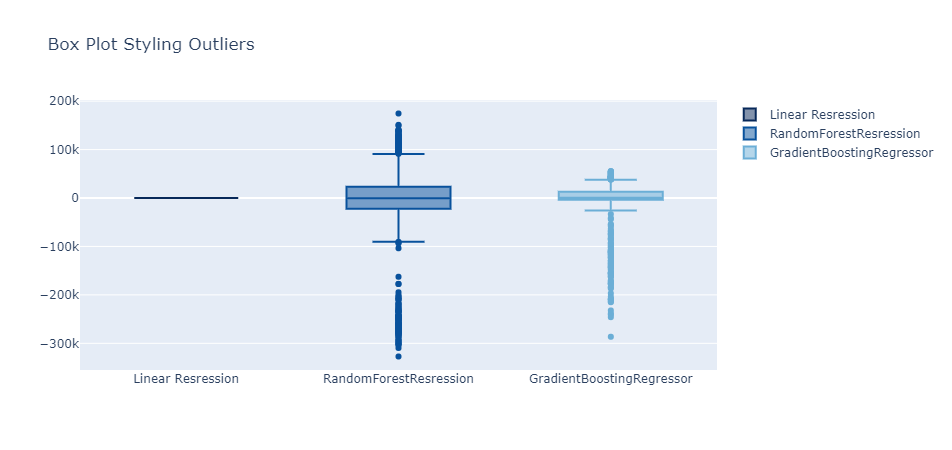 Box Plot Styling Outliers
200k
100k
0
−100k
−200k
−300k
Linear Resression
RandomForestResression
GradientBoostingRegressor
Linear Resression
RandomForestResression
GradientBoostingRegressor